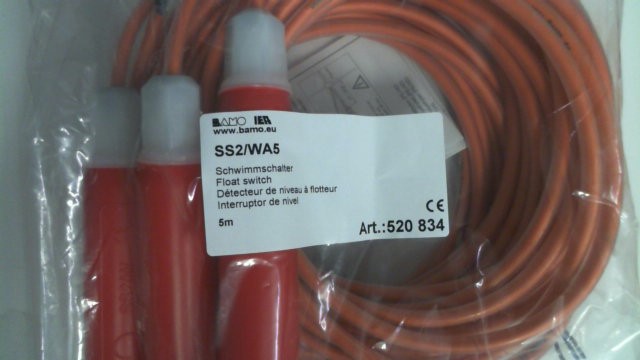 BAMO IER
www.bamo.eu
SS2/WA5
Schwimmschalter
Float switch
Détecteur de niveau à flotteur
Interruptor de nivel
5m
CE
Art.:520 834